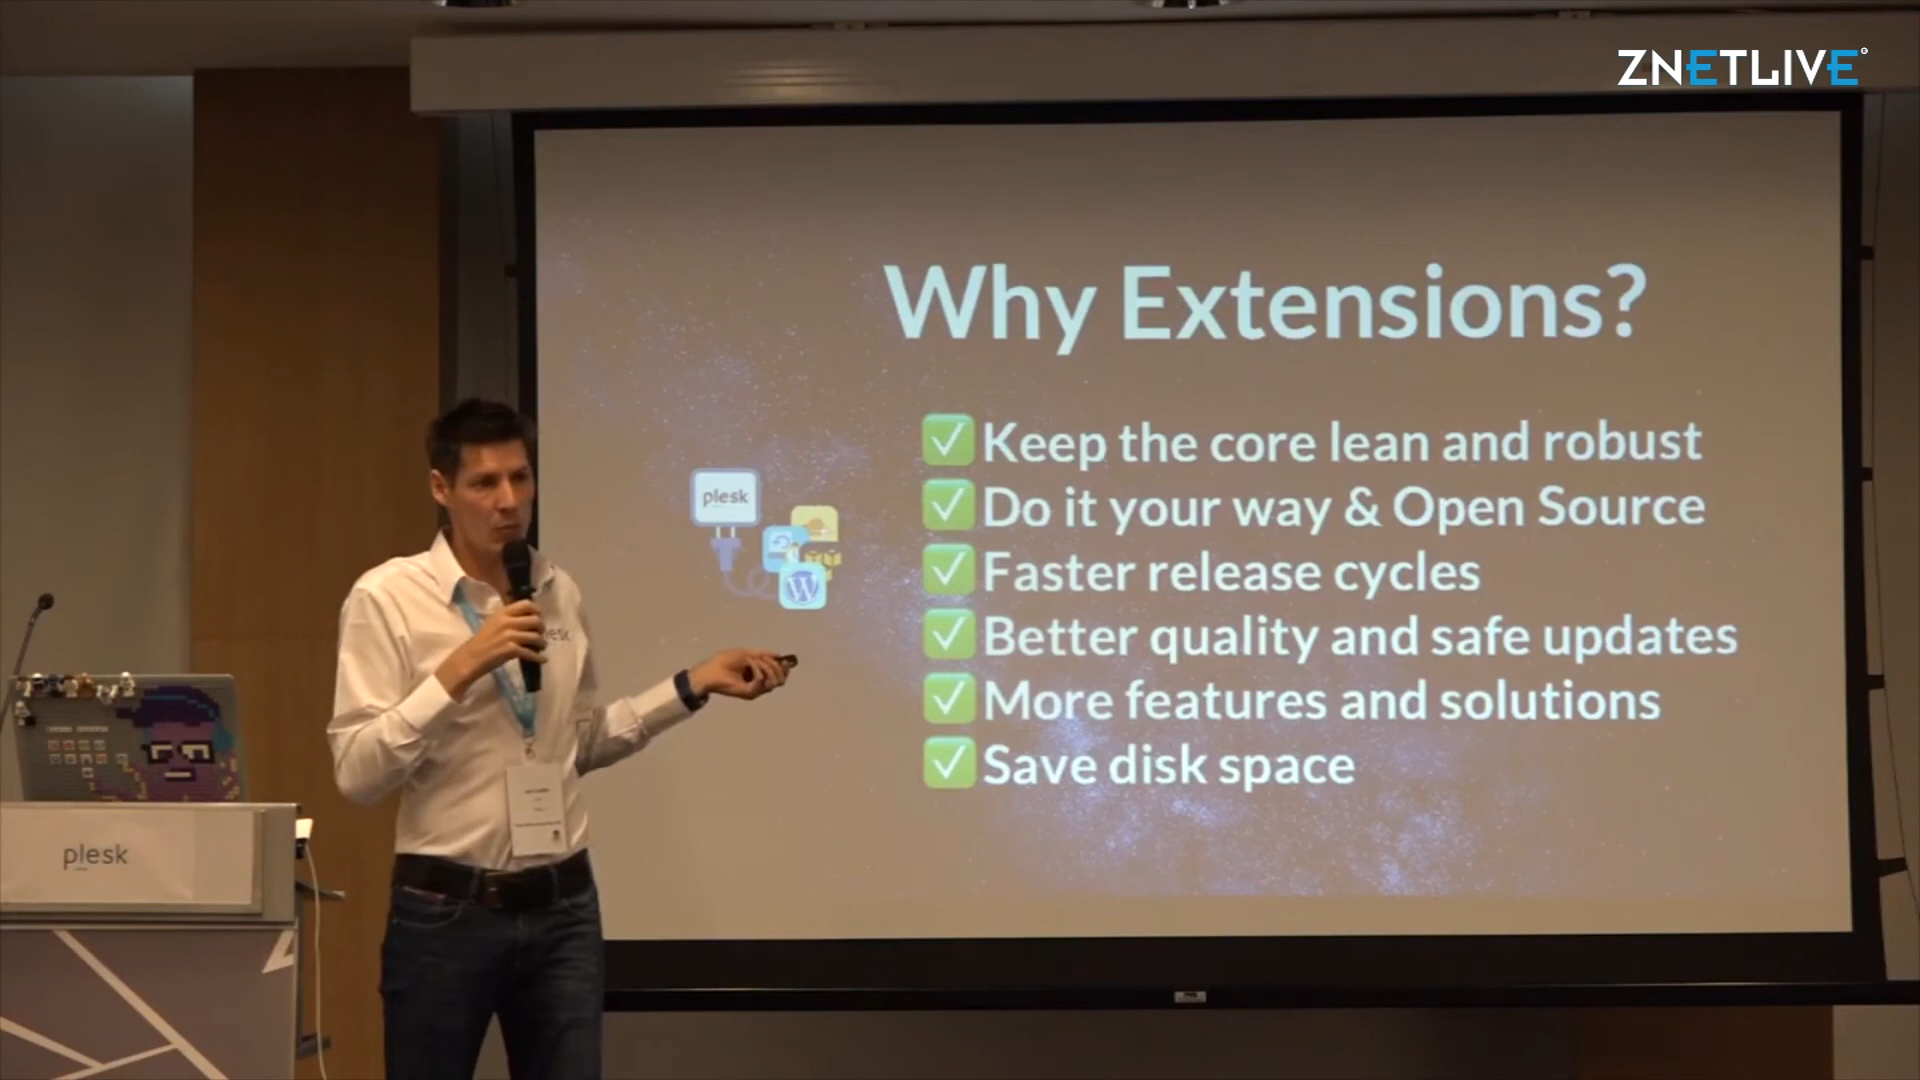 ZNETLIVE
Why Extensions?
Keep the core lean and robust
Do it your way & Open Source
Faster release cycles
Better quality and safe updates
More features and solutions
Save disk space
plesk
plesk